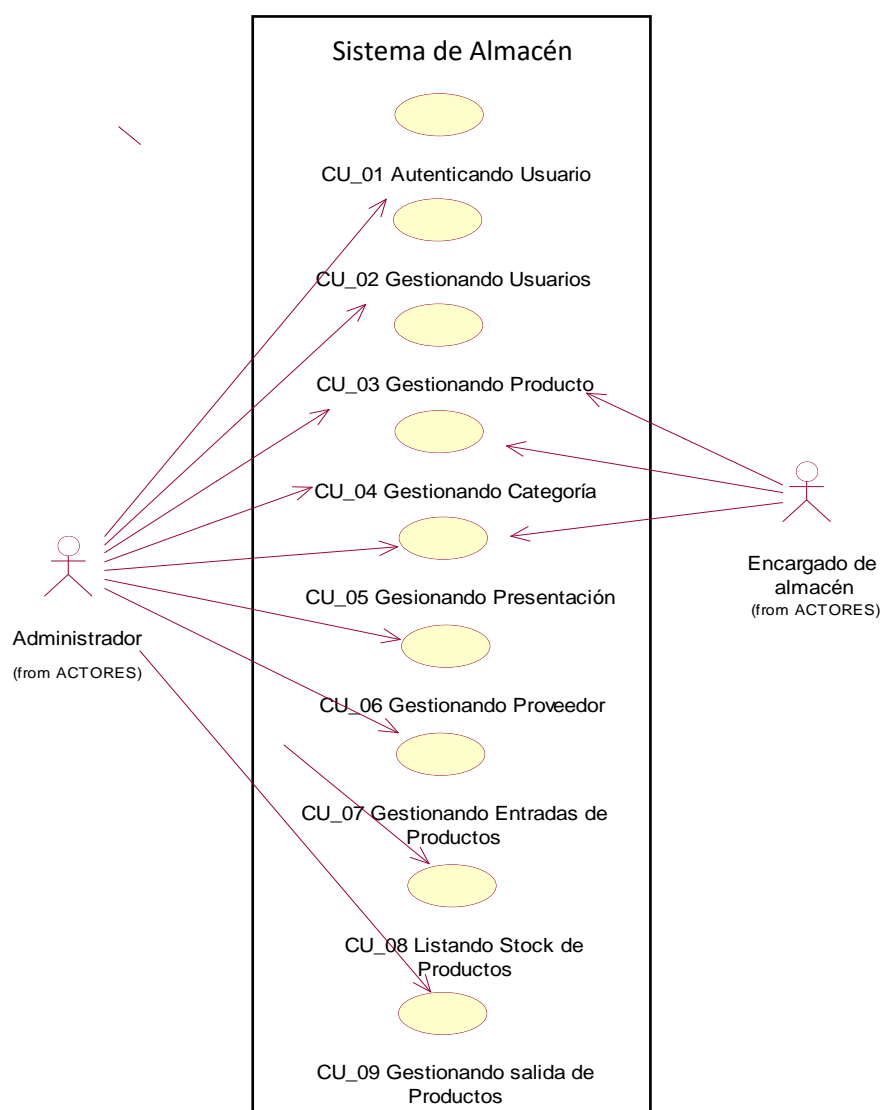 Sistema de Almacén
CU_01 Autenticando Usuario
CU_02 Gestionando Usuarios
CU_03 Gestionando Producto
CU_04 Gestionando Categoría
CU_05 Gesionando Presentación
CU_06 Gestionando Proveedor
CU_07 Gestionando Entradas de
Productos
CU_08 Listando Stock de
Productos
CU_09 Gestionando salida de
Productos
Administrador
(from ACTORES)
Encargado de
almacén
(from ACTORES)